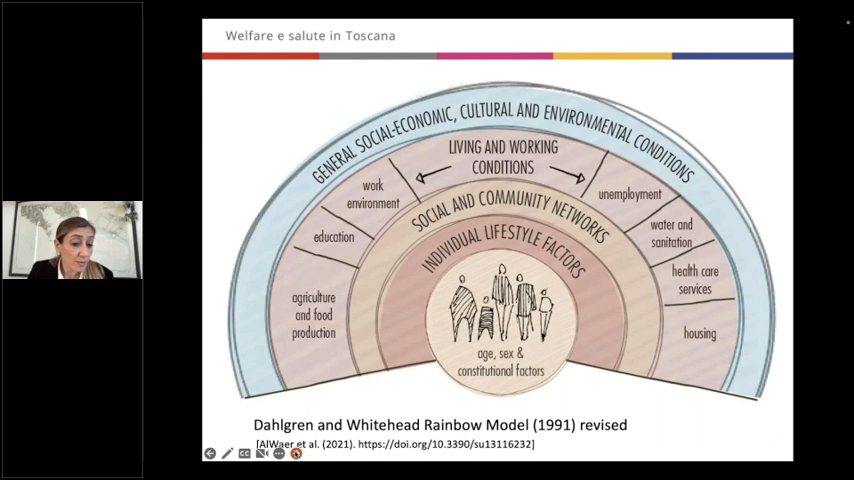 Welfare e salute in Toscana
GENERAL SOCIAL-ECONOMIC, CULTURAL AND ENVIRONMENTAL CONDITIONS
LIVING AND WORKING
CONDITIONS
work
environment
unemployment
SOCIAL AND COMMUNITY NETWORKS
education
water and
sanitation
INDIVIDUAL LIFESTYLE FACTORS
health care
services
agriculture
and food
production
housing
age, sex &
constitutional factors
Dahlgren and Whitehead Rainbow Model (1991) revised
[AlWaer et al. (2021). https://doi.org/10.3390/su13116232]
CC